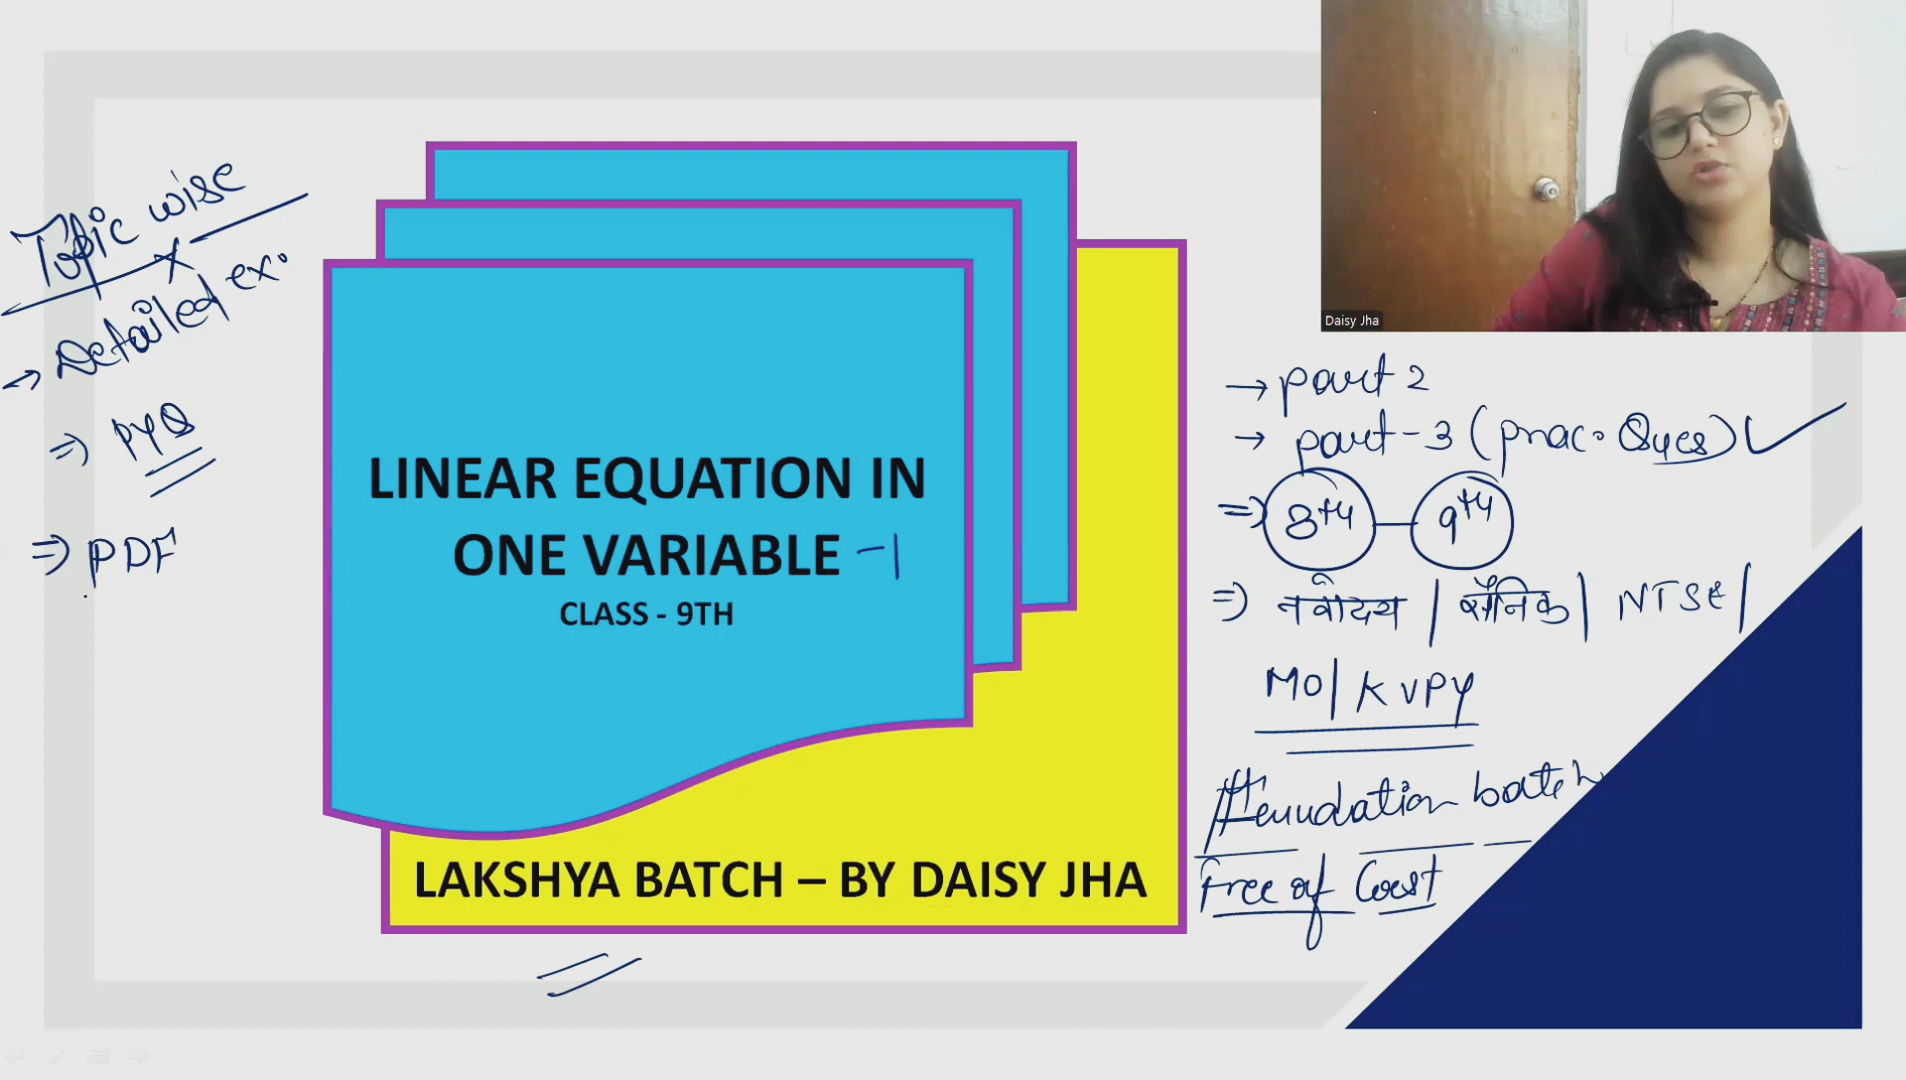 Topic wise
→ Detailed exp.
⇒ PYQ
⇒ PDF
LINEAR EQUATION IN
ONE VARIABLE -1
CLASS - 9TH
LAKSHYA BATCH – BY DAISY JHA
Daisy Jha
→ part 2
→ part-3 (prac. Ques)
⇒ 8th - 9th
⇒ नवोदय | सैनिक | NTSE |
MO | KVPY
batch
Free of Cost